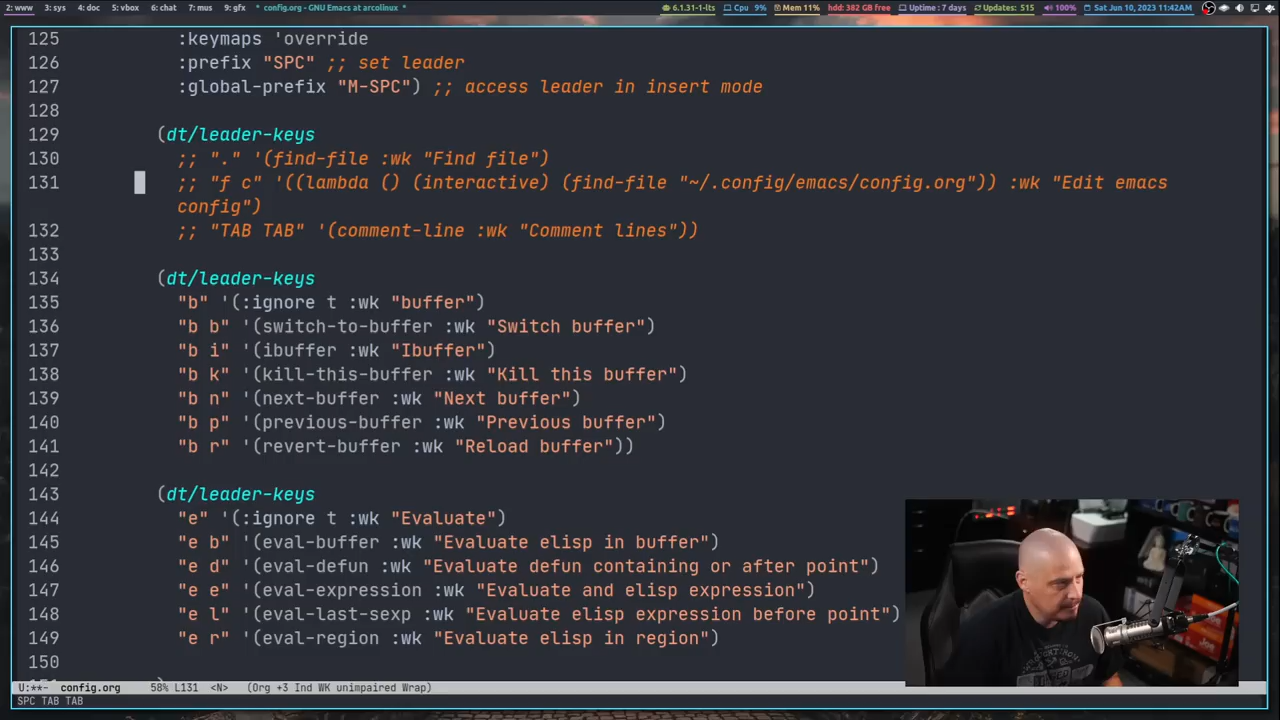 2: www 3: sys 4: doc 5: vbox 6: chat 7: mus 9: gfx * config.org - GNU Emacs at arcolinux * 6.1.31-1-lts Cpu 9% Mem 11% hdd: 382 GB free Uptime : 7 days Updates: 515 100% Sat Jun 10, 2023 11:42AM
125 :keymaps 'override
126 :prefix "SPC" ;; set leader
127 :global-prefix "M-SPC") ;; access leader in insert mode
128
129 (dt/leader-keys
130 ;; "." '(find-file :wk "Find file")
131 ;; "f c" '((lambda () (interactive) (find-file "~/.config/emacs/config.org")) :wk "Edit emacs
config")
132 ;; "TAB TAB" '(comment-line :wk "Comment lines"))
133
134 (dt/leader-keys
135 "b" '(:ignore t :wk "buffer")
136 "b b" '(switch-to-buffer :wk "Switch buffer")
137 "b i" '(ibuffer :wk "Ibuffer")
138 "b k" '(kill-this-buffer :wk "Kill this buffer")
139 "b n" '(next-buffer :wk "Next buffer")
140 "b p" '(previous-buffer :wk "Previous buffer")
141 "b r" '(revert-buffer :wk "Reload buffer"))
142
143 (dt/leader-keys
144 "e" '(:ignore t :wk "Evaluate")
145 "e b" '(eval-buffer :wk "Evaluate elisp in buffer")
146 "e d" '(eval-defun :wk "Evaluate defun containing or after point")
147 "e e" '(eval-expression :wk "Evaluate and elisp expression")
148 "e l" '(eval-last-sexp :wk "Evaluate elisp expression before point")
149 "e r" '(eval-region :wk "Evaluate elisp in region")
150
U:**- config.org 58% L131 <N> (Org +3 Ind WK unimpaired Wrap)
SPC TAB TAB